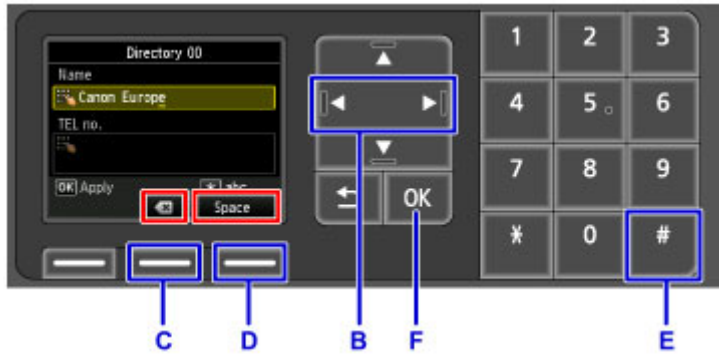 Directory 00
Name
Canon Europe
TEL no.
OK Apply
* abc
Space
OK
1 2 3
4 5 6
7 8 9
* 0 #
C D B F E